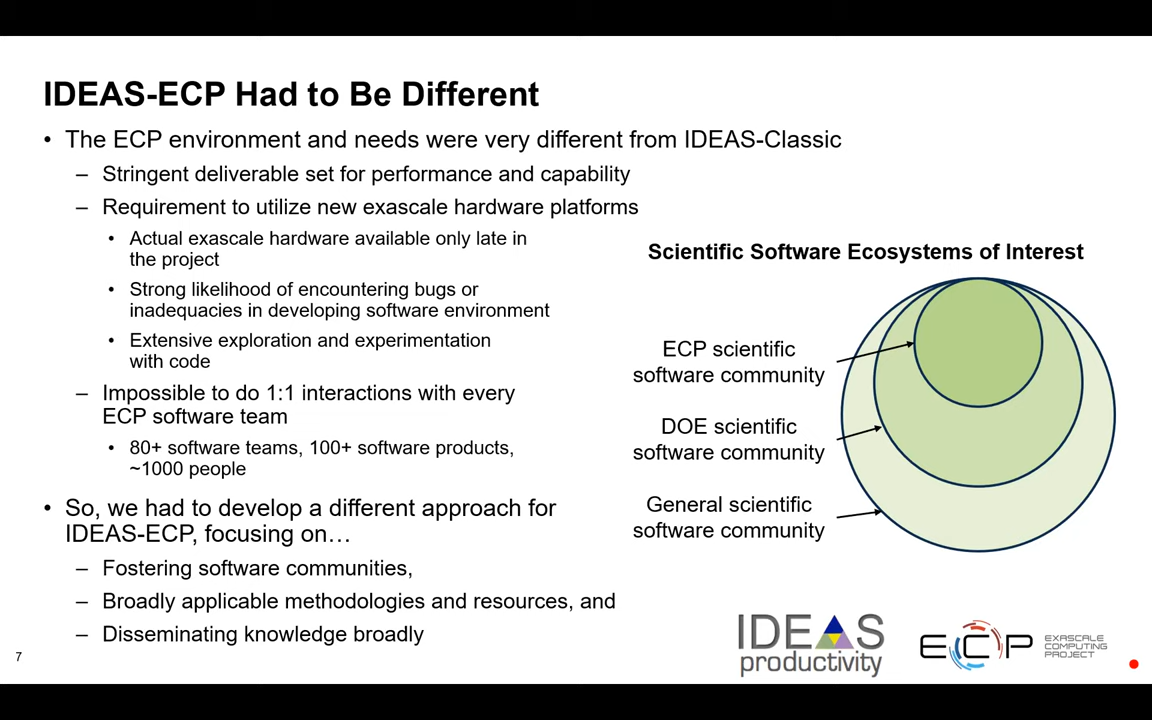 IDEAS-ECP Had to Be Different
• The ECP environment and needs were very different from IDEAS-Classic
– Stringent deliverable set for performance and capability
– Requirement to utilize new exascale hardware platforms
• Actual exascale hardware available only late in
the project
• Strong likelihood of encountering bugs or
inadequacies in developing software environment
• Extensive exploration and experimentation
with code
– Impossible to do 1:1 interactions with every
ECP software team
• 80+ software teams, 100+ software products,
~1000 people
• So, we had to develop a different approach for
IDEAS-ECP, focusing on…
– Fostering software communities,
– Broadly applicable methodologies and resources, and
– Disseminating knowledge broadly
Scientific Software Ecosystems of Interest
ECP scientific
software community
DOE scientific
software community
General scientific
software community
7
IDEAS
productivity
ECP
EXASCALE
COMPUTING
PROJECT